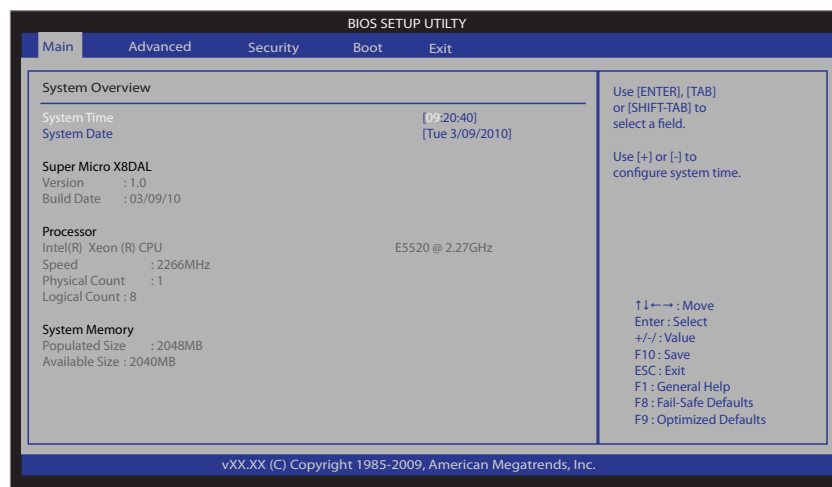 BIOS SETUP UTILTY
Main Advanced Security Boot Exit
System Overview
System Time [09:20:40]
System Date [Tue 3/09/2010]
Super Micro X8DAL
Version : 1.0
Build Date : 03/09/10
Processor
Intel(R) Xeon (R) CPU E5520 @ 2.27GHz
Speed : 2266MHz
Physical Count : 1
Logical Count : 8
System Memory
Populated Size : 2048MB
Available Size : 2040MB
Use [ENTER], [TAB]
or [SHIFT-TAB] to
select a field.
Use [+] or [-] to
configure system time.
↑↓←→ : Move
Enter : Select
+/-/ : Value
F10 : Save
ESC : Exit
F1 : General Help
F8 : Fail-Safe Defaults
F9 : Optimized Defaults
vXX.XX (C) Copyright 1985-2009, American Megatrends, Inc.